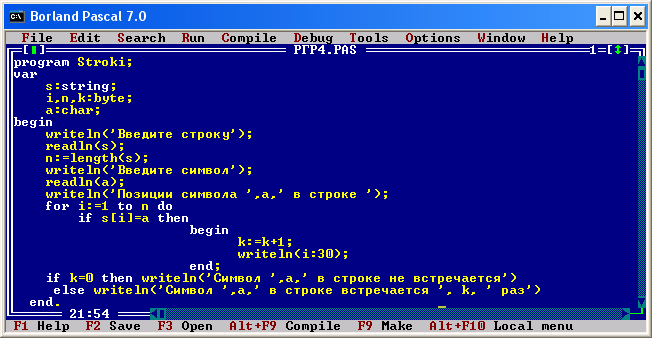 Borland Pascal 7.0
File Edit Search Run Compile Debug Tools Options Window Help
[■] РГР4.PAS 1=[↕]
program Stroki;
var
s:string;
i,n,k:byte;
a:char;
begin
writeln('Введите строку');
readln(s);
n:=length(s);
writeln('Введите символ');
readln(a);
writeln('Позиции символа ',a,' в строке ');
for i:=1 to n do
if s[i]=a then
begin
k:=k+1;
writeln(i:30);
end;
if k=0 then writeln('Символ ',a,' в строке не встречается')
else writeln('Символ ',a,' в строке встречается ', k, ' раз')
end.
21:54
F1 Help F2 Save F3 Open Alt+F9 Compile F9 Make Alt+F10 Local menu